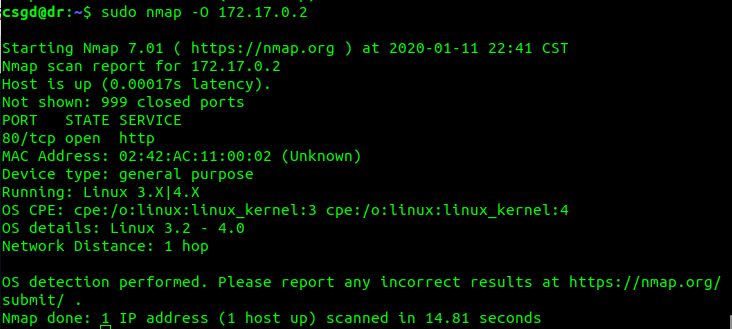 csgd@dr:~$ sudo nmap -O 172.17.0.2
Starting Nmap 7.01 ( https://nmap.org ) at 2020-01-11 22:41 CST
Nmap scan report for 172.17.0.2
Host is up (0.00017s latency).
Not shown: 999 closed ports
PORT   STATE SERVICE
80/tcp open  http
MAC Address: 02:42:AC:11:00:02 (Unknown)
Device type: general purpose
Running: Linux 3.X|4.X
OS CPE: cpe:/o:linux:linux_kernel:3 cpe:/o:linux:linux_kernel:4
OS details: Linux 3.2 - 4.0
Network Distance: 1 hop
OS detection performed. Please report any incorrect results at https://nmap.org/
submit/ .
Nmap done: 1 IP address (1 host up) scanned in 14.81 seconds